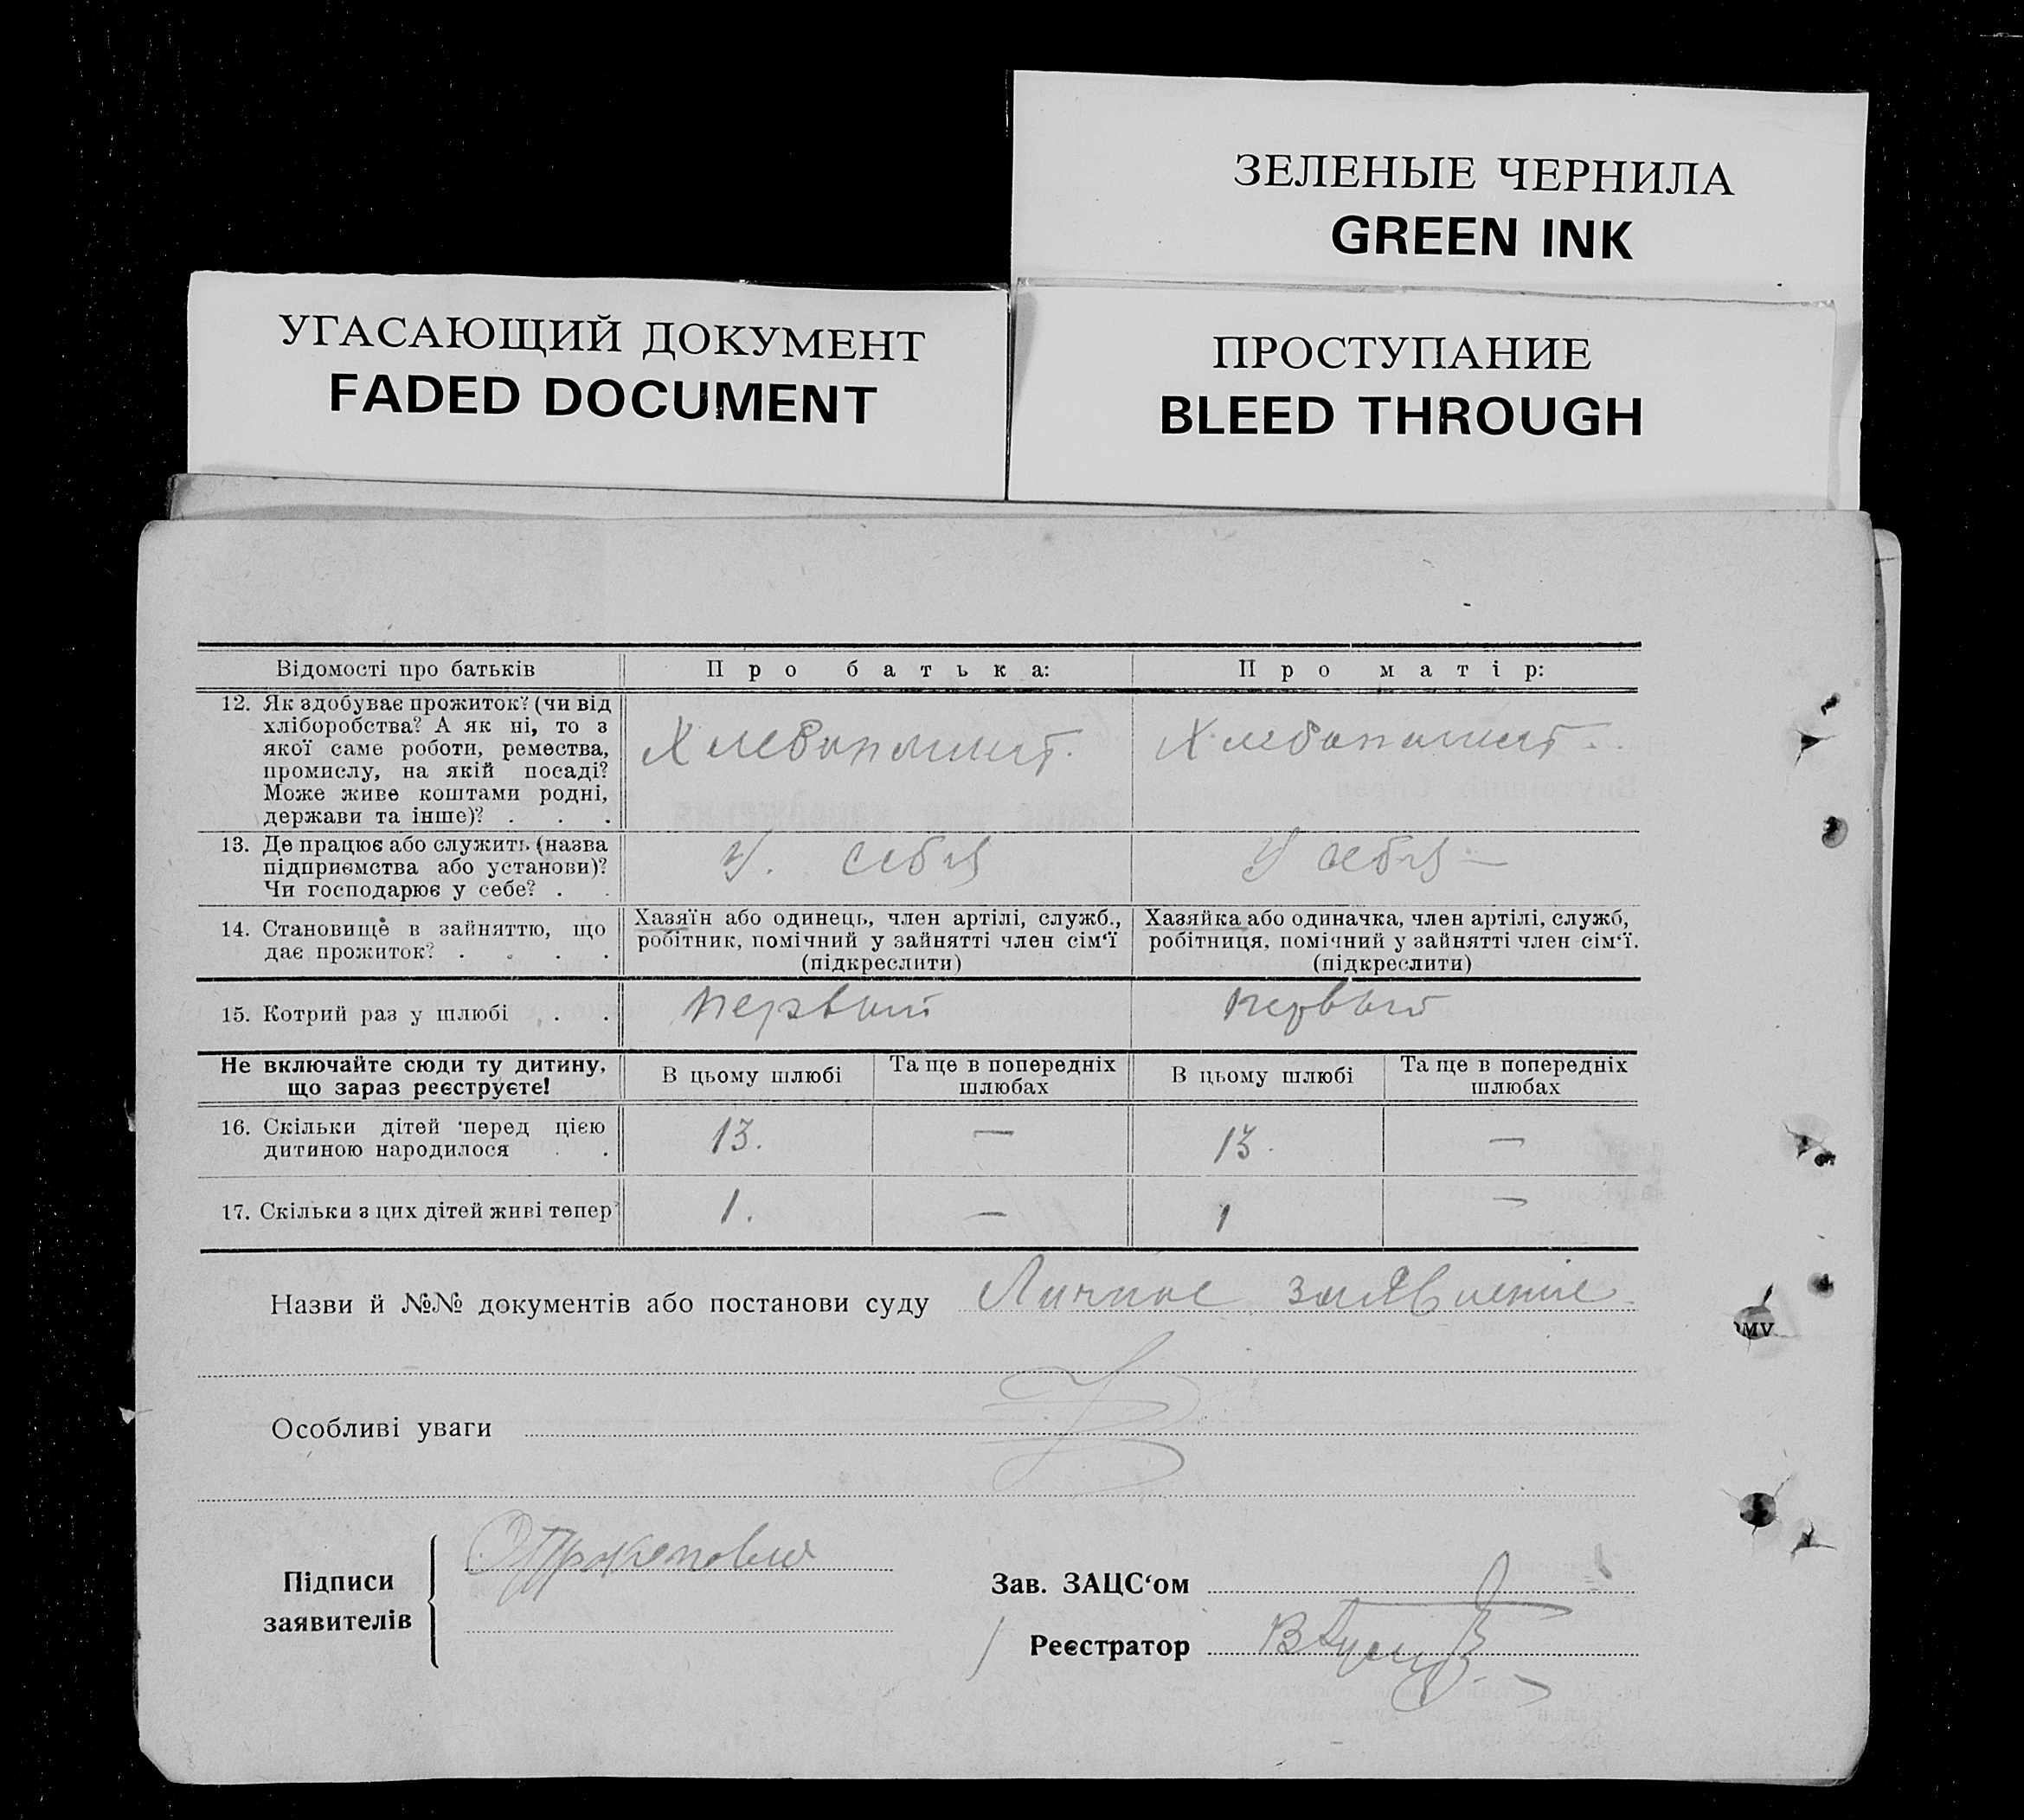 ЗЕЛЕНЫЕ ЧЕРНИЛА
GREEN INK
УГАСАЮЩИЙ ДОКУМЕНТ
FADED DOCUMENT
ПРОСТУПАНИЕ
BLEED THROUGH
Відомості про батьків Про батька: Про матір:
12. Як здобуває прожиток? (чи від
хліборобства? А як ні, то з
якої саме роботи, ремества,
промислу, на якій посаді?
Може живе коштами родні,
держави та інше)? . . .
Хлебопашест. Хлебопашест.
13. Де працює або служить (назва
підприємства або установи)?
Чи господарює у себе? . .
У. себя У себя —
14. Становище в зайняттю, що
дає прожиток? . . . .
Хазяїн або одинець, член артілі, служб.,
робітник, помічний у зайнятті член сім‘ї
(підкреслити)
Хазяйка або одиначка, член артілі, служб,
робітниця, помічний у зайнятті член сім‘ї.
(підкреслити)
15. Котрий раз у шлюбі . . . первый первый
Не включайте сюди ту дитину,
що зараз реєструєте!
В цьому шлюбі
Та ще в попередніх
шлюбах
В цьому шлюбі
Та ще в попередніх
шлюбах
16. Скільки дітей перед цією
дитиною народилося . .
13. — 13. —
17. Скільки з цих дітей живі тепер? 1. — 1 —
Назви й №№ документів або постанови суду Личное заявление
Особливі уваги
Підписи
заявителів
Зав. ЗАЦС‘ом
Реєстратор
ому